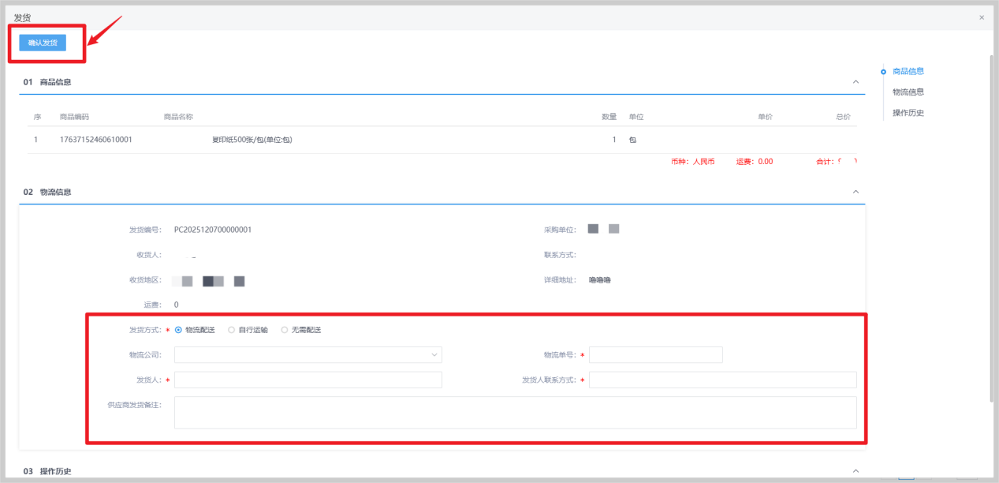 发货
×
确认发货
商品信息
物流信息
操作历史
01 商品信息
序 商品编码 商品名称 数量 单位 单价 总价
1 17637152460610001 复印纸500张/包(单位:包) 1 包
币种：人民币 运费：0.00 合计：
02 物流信息
发货编号： PC2025120700000001 采购单位：
收货人： 联系方式：
收货地区： 详细地址： 噜噜噜
运费： 0
发货方式：* 物流配送 自行运输 无需配送
物流公司： 物流单号：*
发货人：* 发货人联系方式：*
供应商发货备注：
03 操作历史